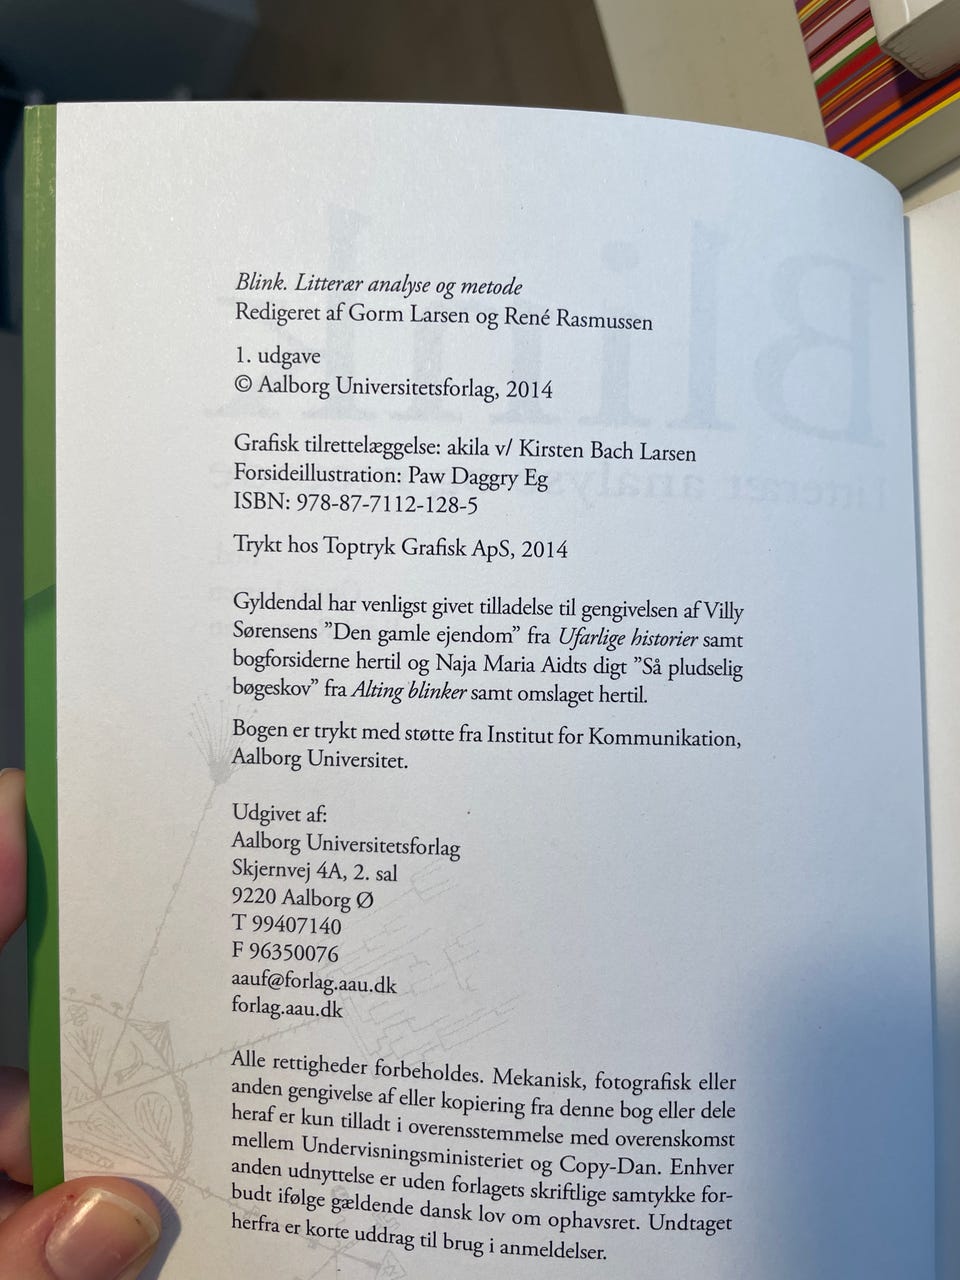 Blink. Litterær analyse og metode
Redigeret af Gorm Larsen og René Rasmussen
1. udgave
© Aalborg Universitetsforlag, 2014
Grafisk tilrettelæggelse: akila v/ Kirsten Bach Larsen
Forsideillustration: Paw Daggry Eg
ISBN: 978-87-7112-128-5
Trykt hos Toptryk Grafisk ApS, 2014
Gyldendal har venligst givet tilladelse til gengivelsen af Villy
Sørensens ”Den gamle ejendom” fra Ufarlige historier samt
bogforsiderne hertil og Naja Maria Aidts digt ”Så pludselig
bøgeskov” fra Alting blinker samt omslaget hertil.
Bogen er trykt med støtte fra Institut for Kommunikation,
Aalborg Universitet.
Udgivet af:
Aalborg Universitetsforlag
Skjernvej 4A, 2. sal
9220 Aalborg Ø
T 99407140
F 96350076
aauf@forlag.aau.dk
forlag.aau.dk
Alle rettigheder forbeholdes. Mekanisk, fotografisk eller
anden gengivelse af eller kopiering fra denne bog eller dele
heraf er kun tilladt i overensstemmelse med overenskomst
mellem Undervisningsministeriet og Copy-Dan. Enhver
anden udnyttelse er uden forlagets skriftlige samtykke for-
budt ifølge gældende dansk lov om ophavsret. Undtaget
herfra er korte uddrag til brug i anmeldelser.